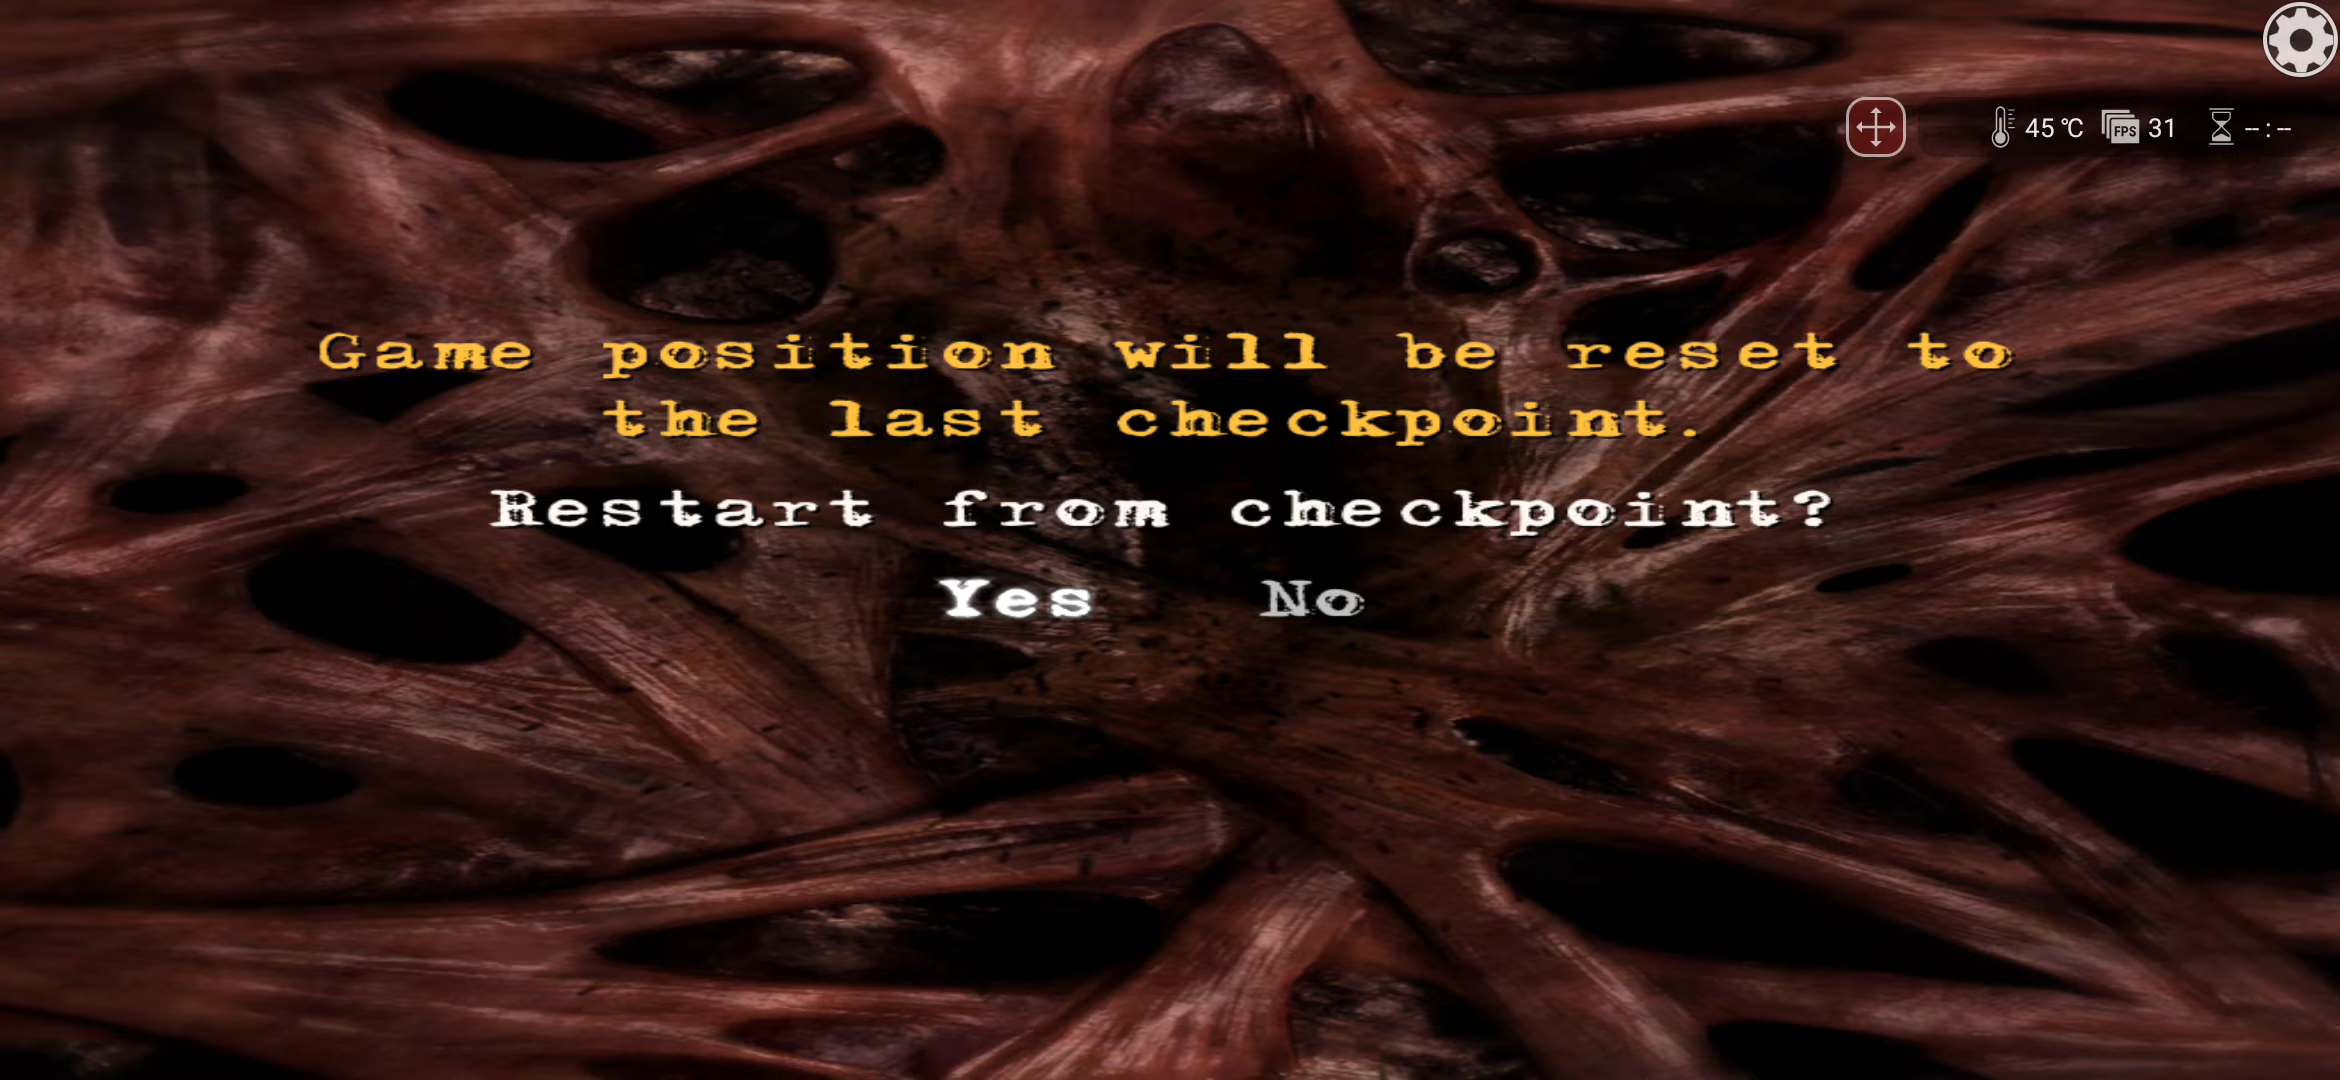 45 ℃ FPS 31 --:--
Game position will be reset to
the last checkpoint.
Restart from checkpoint?
Yes No